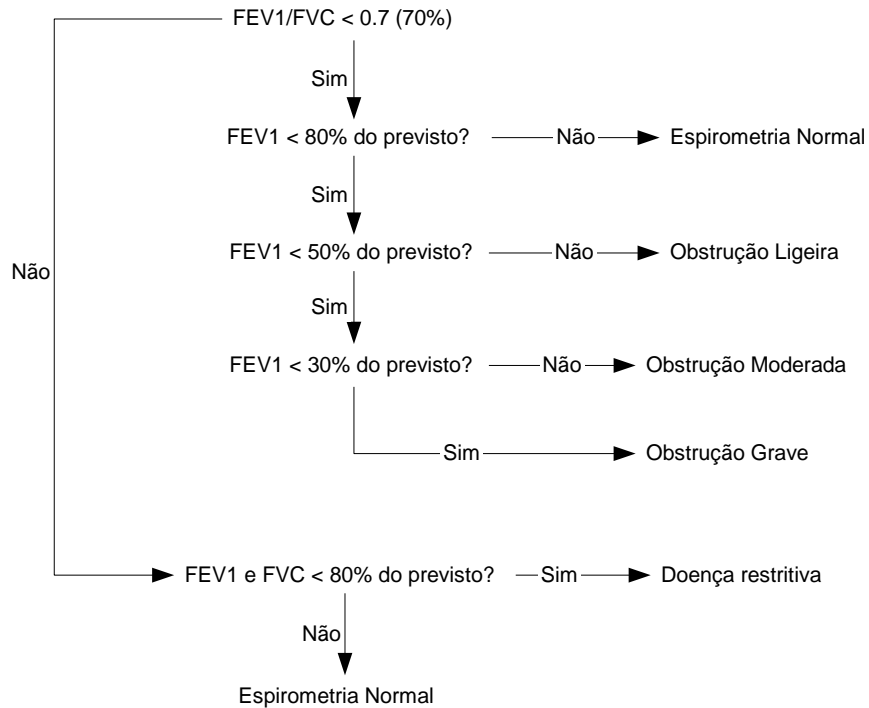 FEV1/FVC < 0.7 (70%)
Sim
FEV1 < 80% do previsto?
Não
Espirometria Normal
Sim
FEV1 < 50% do previsto?
Não
Obstrução Ligeira
Não
Sim
FEV1 < 30% do previsto?
Não
Obstrução Moderada
Sim
Obstrução Grave
FEV1 e FVC < 80% do previsto?
Sim
Doença restritiva
Não
Espirometria Normal